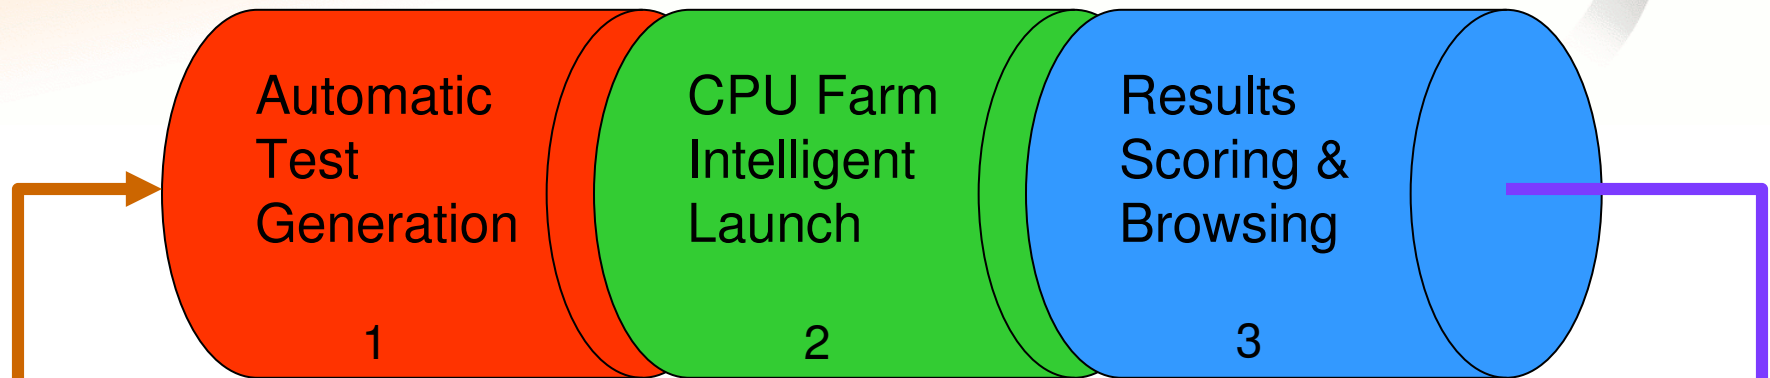 Automatic
Test
Generation
1
CPU Farm
Intelligent
Launch
2
Results
Scoring &
Browsing
3